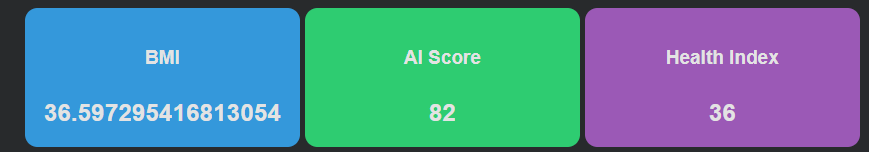 BMI
36.597295416813054
AI Score
82
Health Index
36